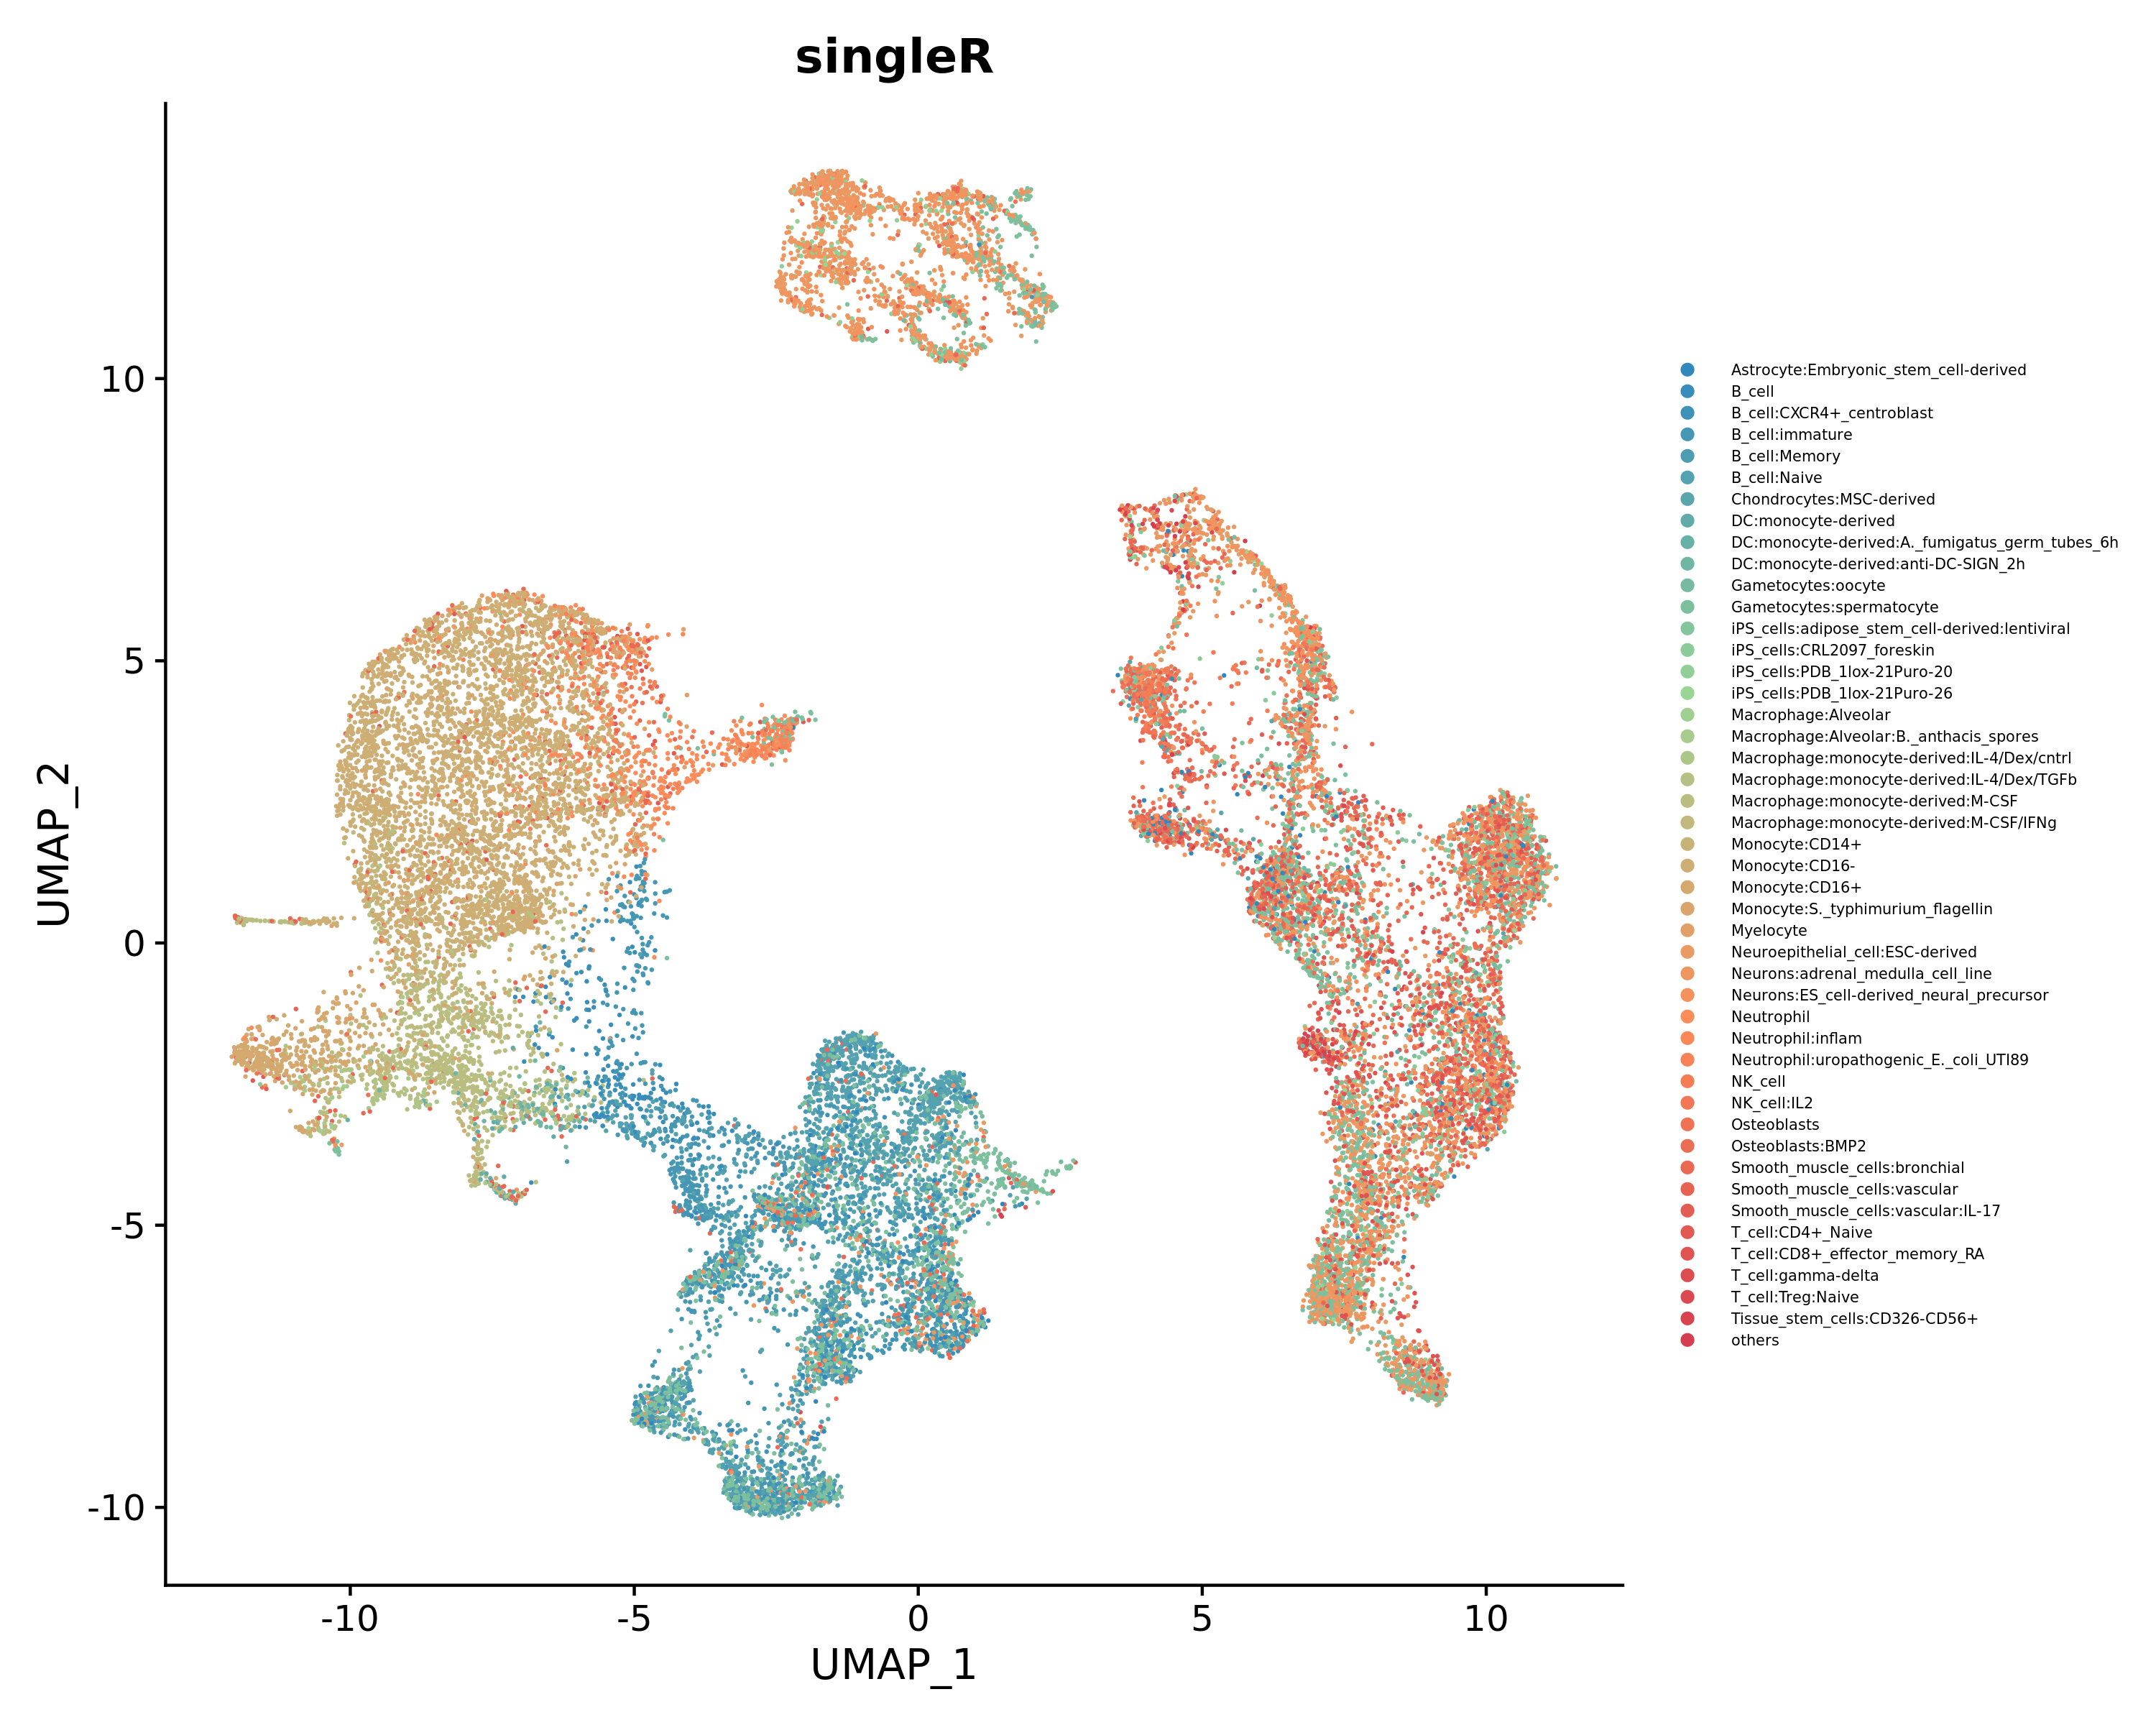 singleR
10
5
0
-5
-10
UMAP_2
-10
-5
0
5
10
UMAP_1
Astrocyte:Embryonic_stem_cell-derived
B_cell
B_cell:CXCR4+_centroblast
B_cell:immature
B_cell:Memory
B_cell:Naive
Chondrocytes:MSC-derived
DC:monocyte-derived
DC:monocyte-derived:A._fumigatus_germ_tubes_6h
DC:monocyte-derived:anti-DC-SIGN_2h
Gametocytes:oocyte
Gametocytes:spermatocyte
iPS_cells:adipose_stem_cell-derived:lentiviral
iPS_cells:CRL2097_foreskin
iPS_cells:PDB_1lox-21Puro-20
iPS_cells:PDB_1lox-21Puro-26
Macrophage:Alveolar
Macrophage:Alveolar:B._anthacis_spores
Macrophage:monocyte-derived:IL-4/Dex/cntrl
Macrophage:monocyte-derived:IL-4/Dex/TGFb
Macrophage:monocyte-derived:M-CSF
Macrophage:monocyte-derived:M-CSF/IFNg
Monocyte:CD14+
Monocyte:CD16-
Monocyte:CD16+
Monocyte:S._typhimurium_flagellin
Myelocyte
Neuroepithelial_cell:ESC-derived
Neurons:adrenal_medulla_cell_line
Neurons:ES_cell-derived_neural_precursor
Neutrophil
Neutrophil:inflam
Neutrophil:uropathogenic_E._coli_UTI89
NK_cell
NK_cell:IL2
Osteoblasts
Osteoblasts:BMP2
Smooth_muscle_cells:bronchial
Smooth_muscle_cells:vascular
Smooth_muscle_cells:vascular:IL-17
T_cell:CD4+_Naive
T_cell:CD8+_effector_memory_RA
T_cell:gamma-delta
T_cell:Treg:Naive
Tissue_stem_cells:CD326-CD56+
others